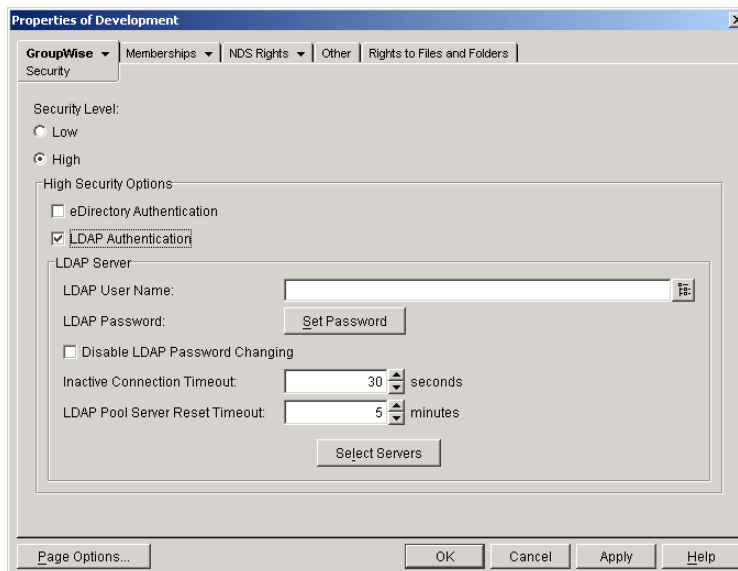 Properties of Development
GroupWise Memberships NDS Rights Other Rights to Files and Folders
Security
Security Level:
Low
High
High Security Options
eDirectory Authentication
LDAP Authentication
LDAP Server
LDAP User Name:
LDAP Password: Set Password
Disable LDAP Password Changing
Inactive Connection Timeout: 30 seconds
LDAP Pool Server Reset Timeout: 5 minutes
Select Servers
Page Options... OK Cancel Apply Help